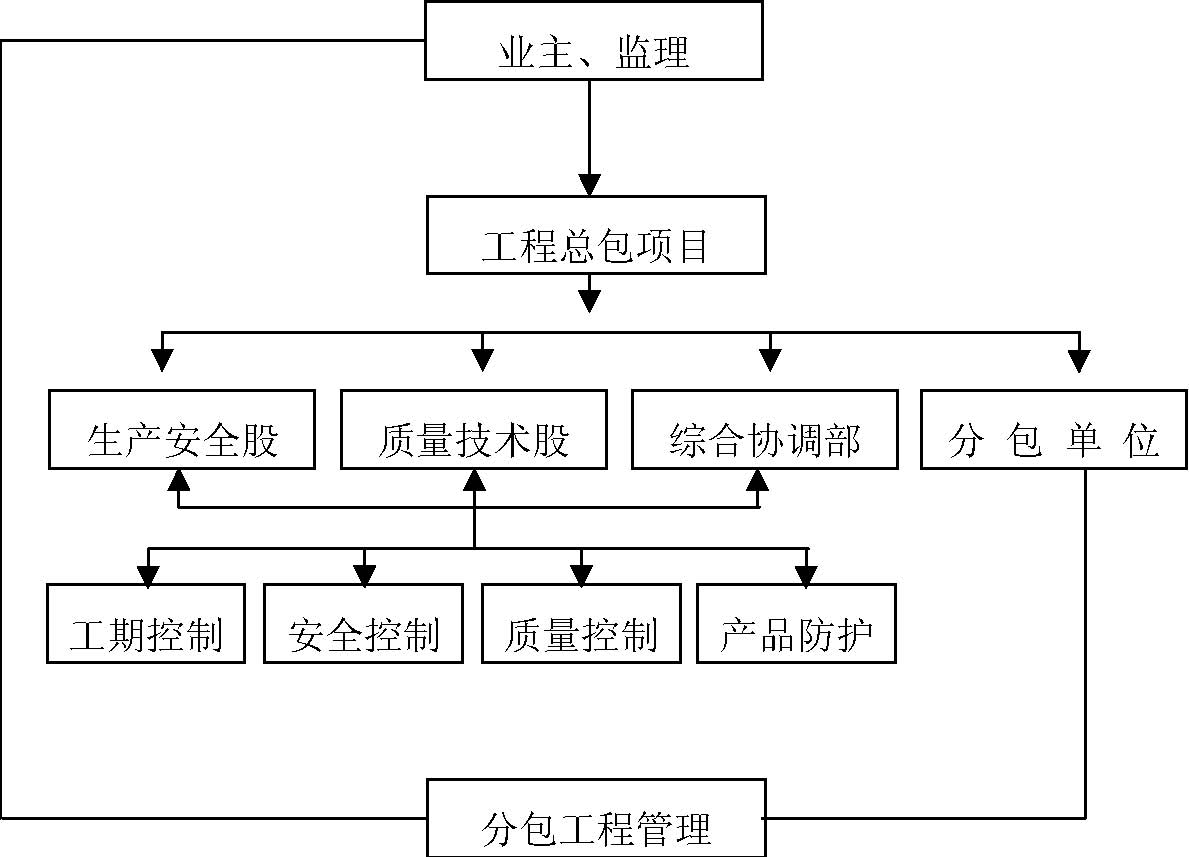 业主、监理
工程总包项目
生产安全股
质量技术股
综合协调部
分 包 单 位
工期控制
安全控制
质量控制
产品防护
分包工程管理